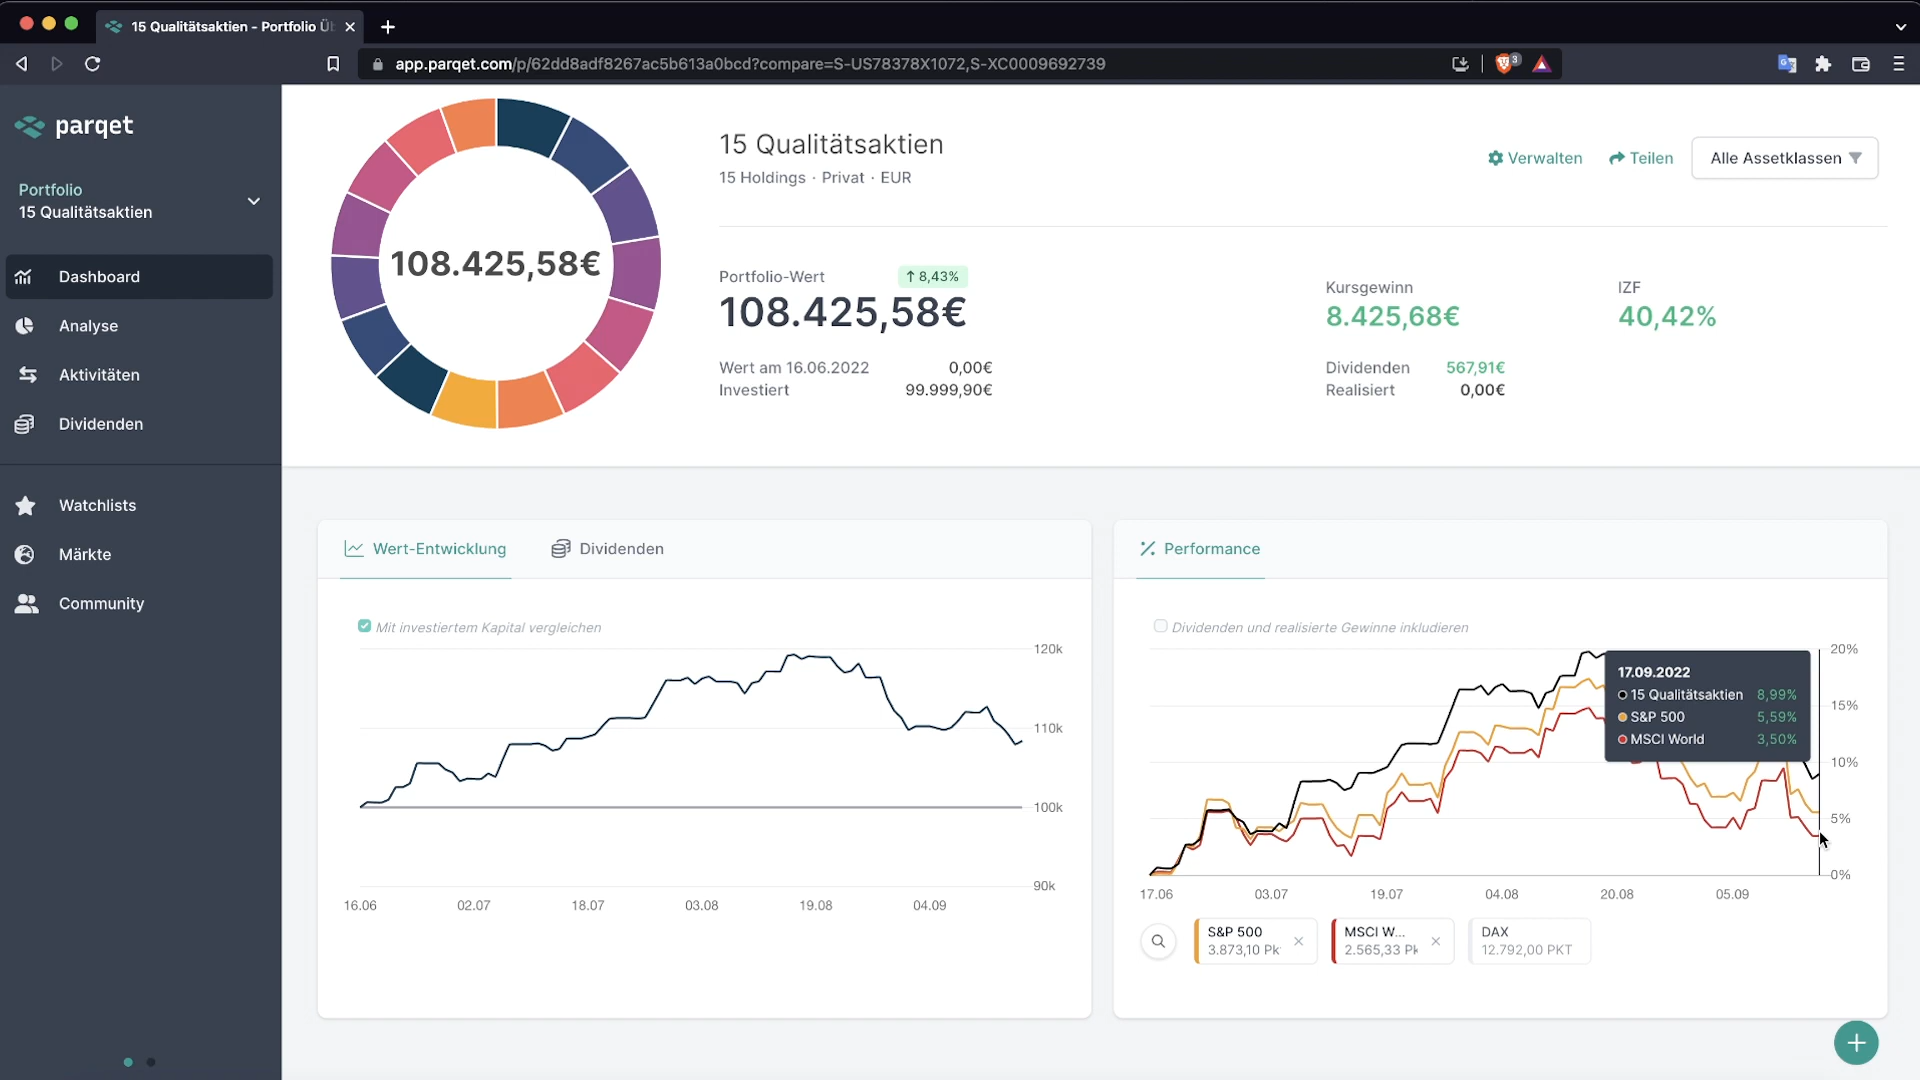 15 Qualitätsaktien - Portfolio Üb
app.parqet.com/p/62dd8adf8267ac5b613a0bcd?compare=S-US78378X1072,S-XC0009692739
3
parqet
Portfolio
15 Qualitätsaktien
Dashboard
Analyse
Aktivitäten
Dividenden
Watchlists
Märkte
Community
108.425,58€
15 Qualitätsaktien
15 Holdings · Privat · EUR
Verwalten
Teilen
Alle Assetklassen
Portfolio-Wert ↑ 8,43%
108.425,58€
Wert am 16.06.2022 0,00€
Investiert 99.999,90€
Kursgewinn
8.425,68€
IZF
40,42%
Dividenden 567,91€
Realisiert 0,00€
Wert-Entwicklung Dividenden
Mit investiertem Kapital vergleichen
120k
110k
100k
90k
16.06 02.07 18.07 03.08 19.08 04.09
Performance
Dividenden und realisierte Gewinne inkludieren
17.09.2022
15 Qualitätsaktien 8,99%
S&P 500 5,59%
MSCI World 3,50%
20%
15%
10%
5%
0%
17.06 03.07 19.07 04.08 20.08 05.09
S&P 500
3.873,10 Pk
MSCI W...
2.565,33 Pk
DAX
12.792,00 PKT